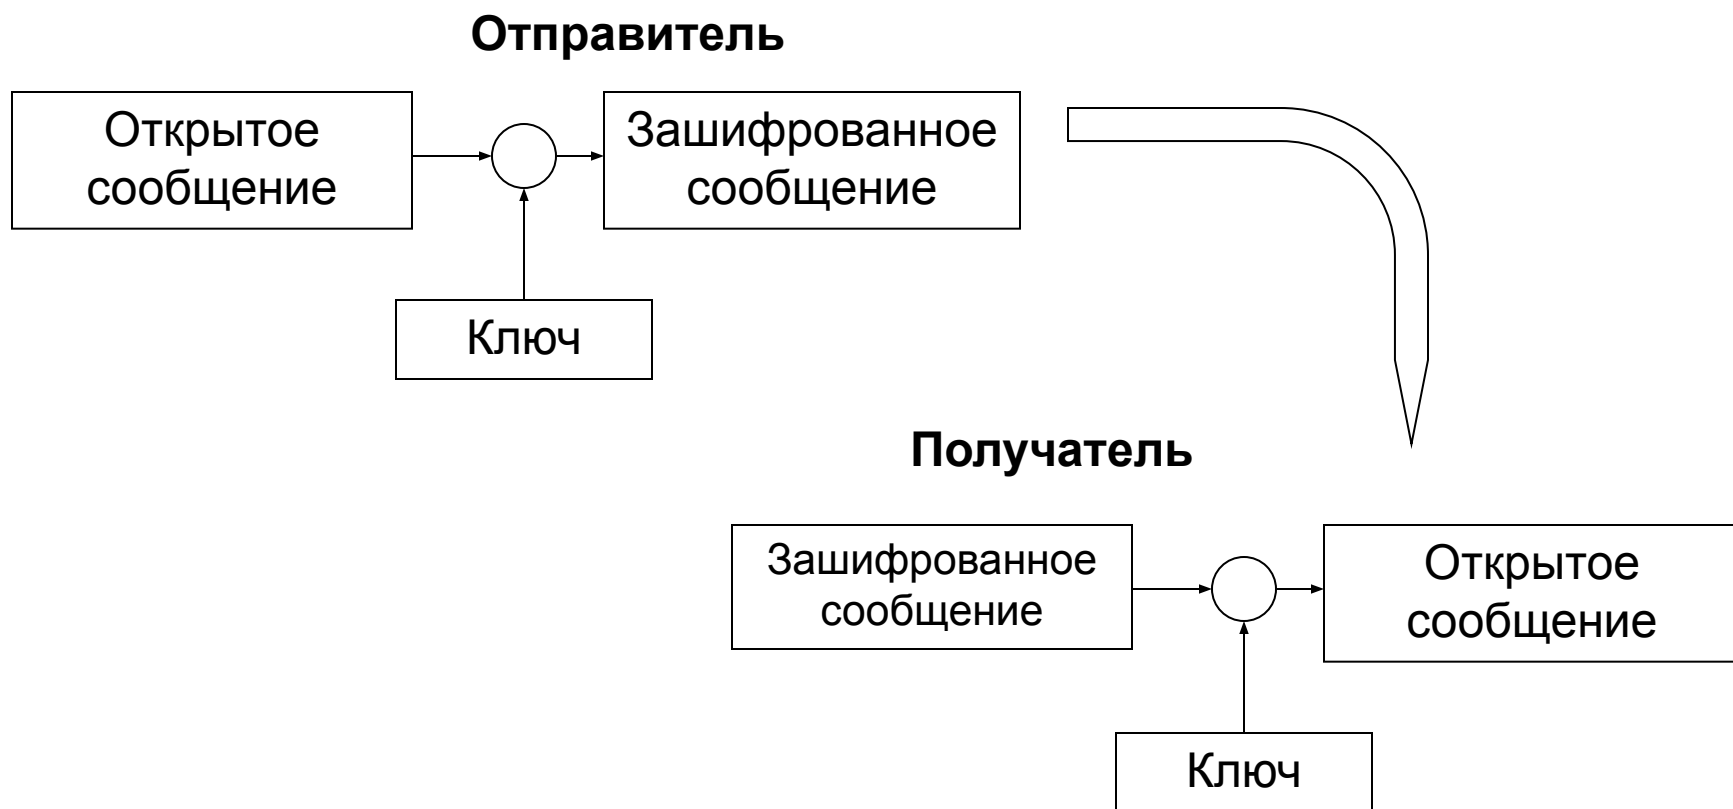 Отправитель
Открытое
сообщение
Зашифрованное
сообщение
Ключ
Получатель
Зашифрованное
сообщение
Открытое
сообщение
Ключ